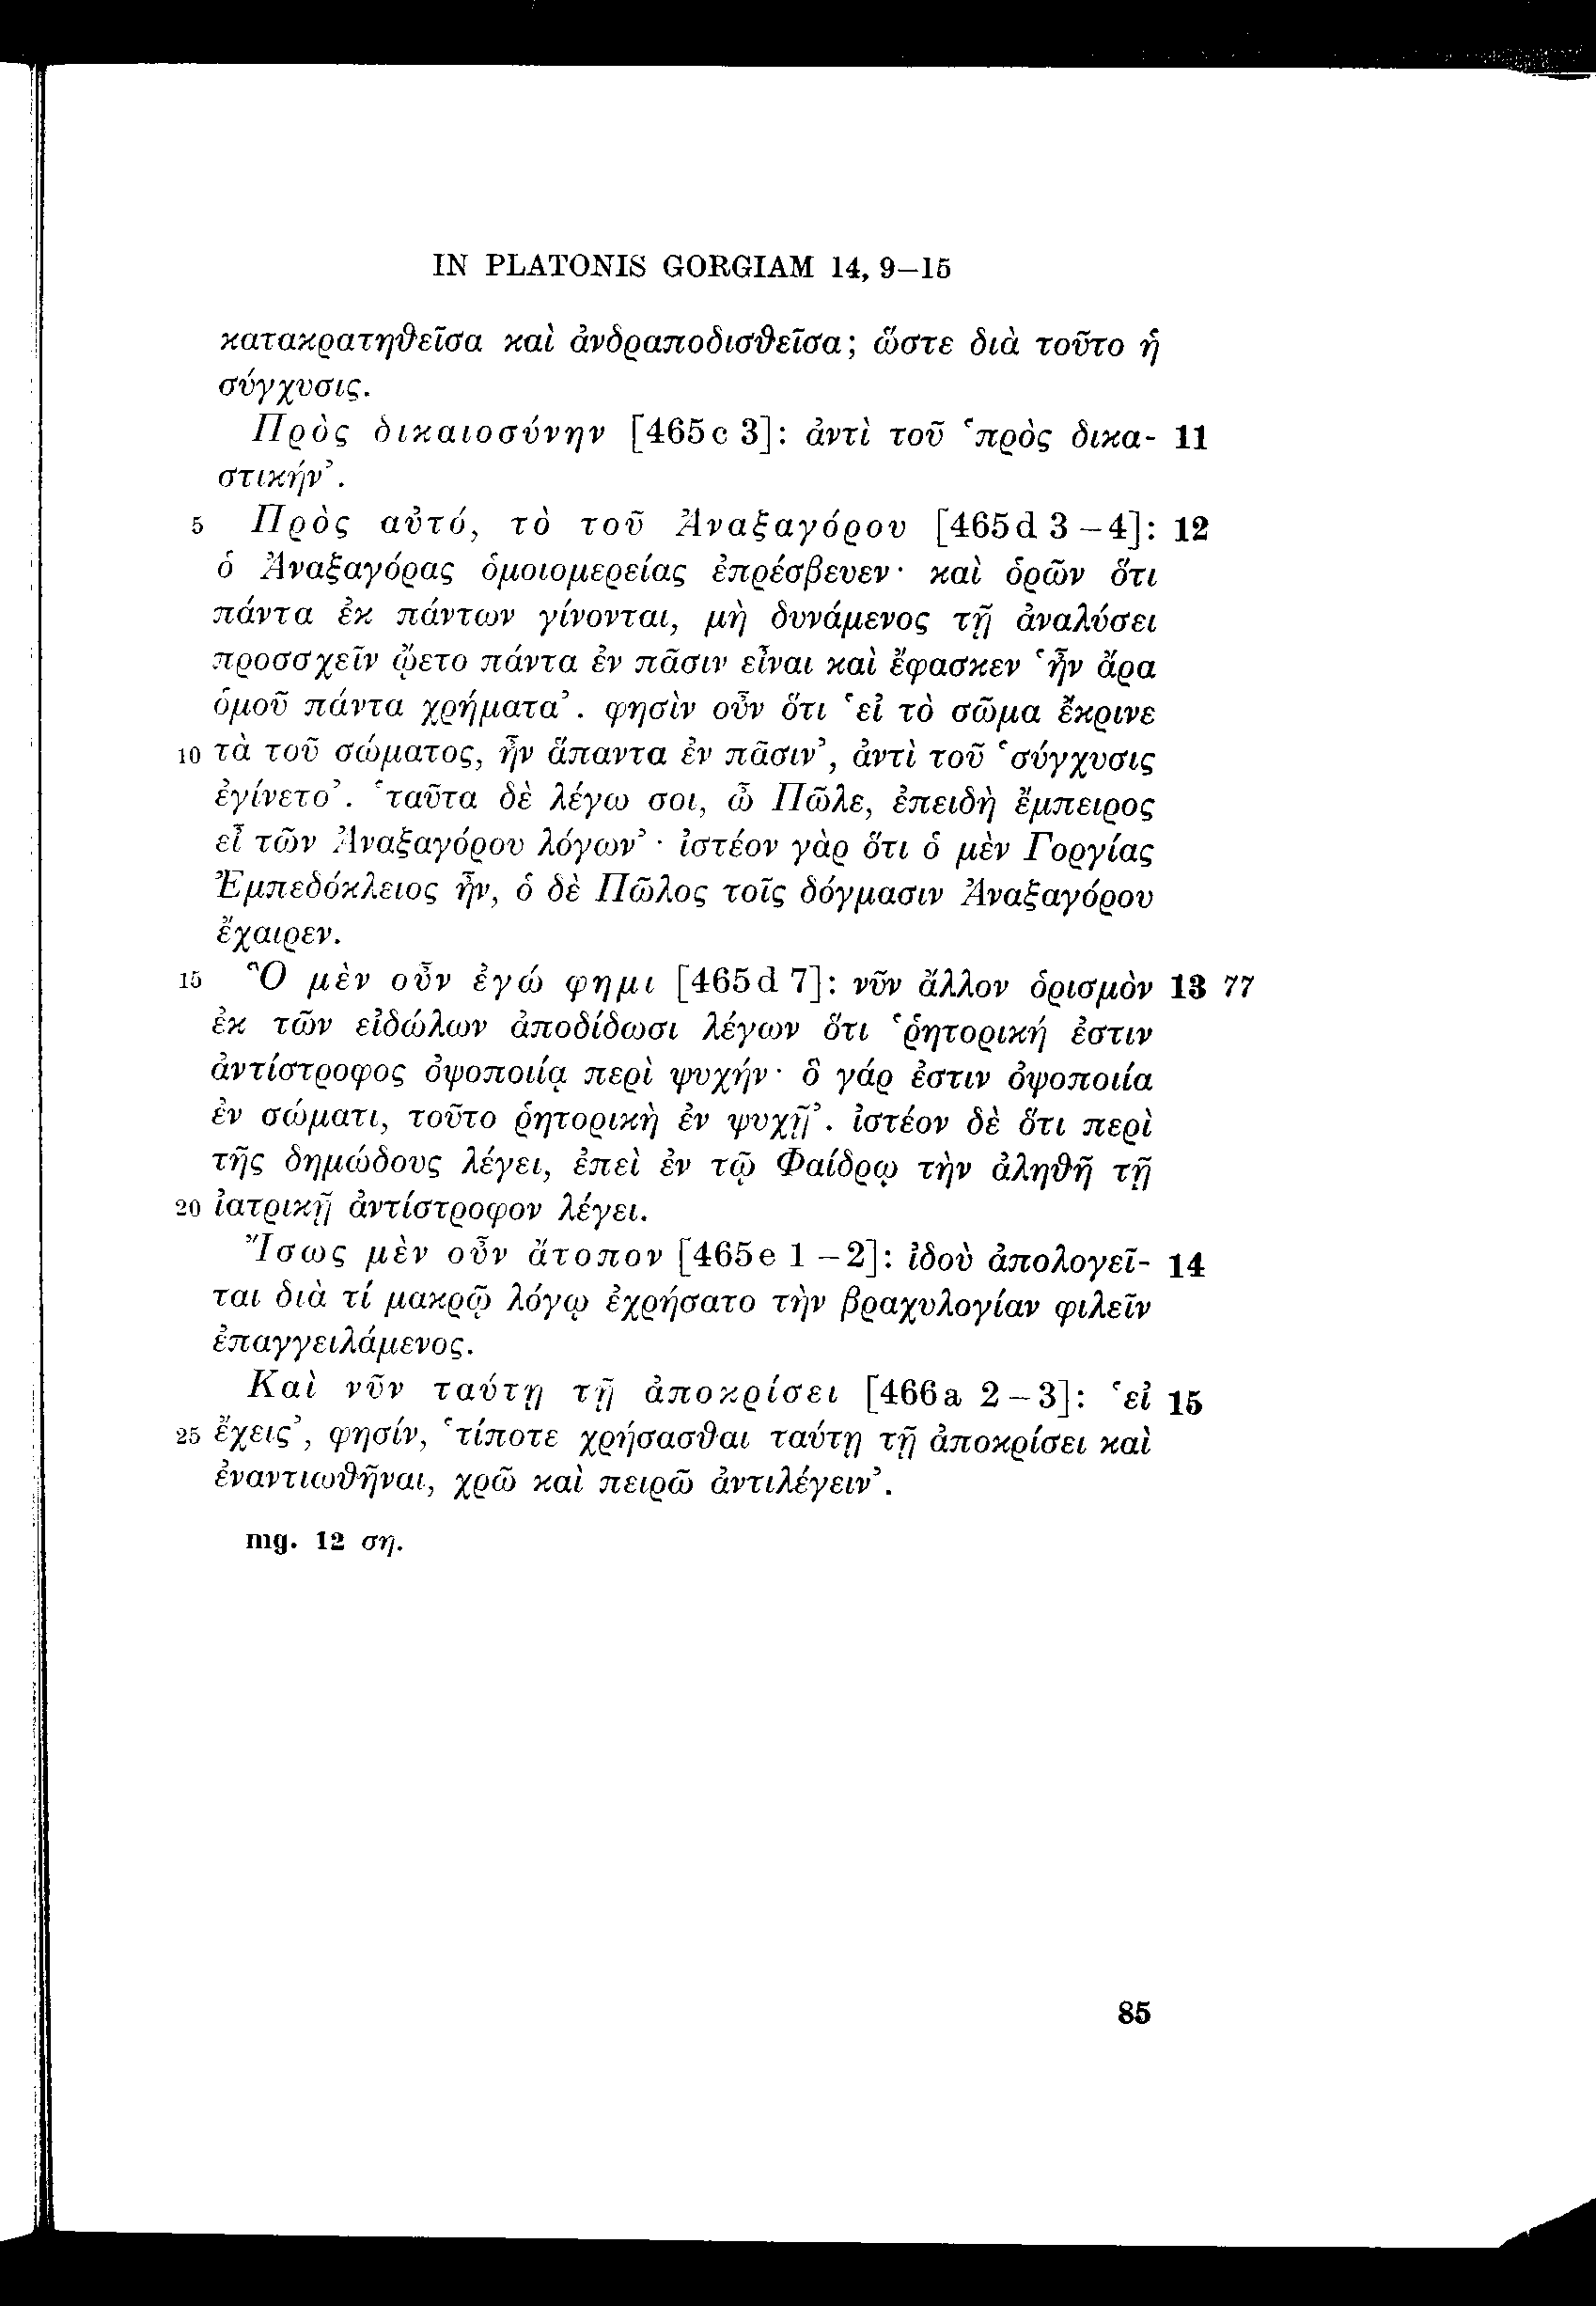 IN PLATONIS GORGIAM 14, 9–15
κατακρατηθεῖσα καὶ ἀνδραποδισθεῖσα; ὥστε διὰ τοῦτο ἡ
σύγχυσις.
Πρὸς δικαιοσύνην [465c 3]: ἀντὶ τοῦ ‘πρὸς δικα- 11
στικήν’.
5 Πρὸς αὐτό, τὸ τοῦ Ἀναξαγόρου [465d 3–4]: 12
ὁ Ἀναξαγόρας ὁμοιομερείας ἐπρέσβευεν· καὶ ὁρῶν ὅτι
πάντα ἐκ πάντων γίνονται, μὴ δυνάμενος τῇ ἀναλύσει
προσσχεῖν ᾤετο πάντα ἐν πᾶσιν εἶναι καὶ ἔφασκεν ‘ἦν ἄρα
ὁμοῦ πάντα χρήματα’. φησὶν οὖν ὅτι ‘εἰ τὸ σῶμα ἔκρινε
10 τὰ τοῦ σώματος, ἦν ἅπαντα ἐν πᾶσιν’, ἀντὶ τοῦ ‘σύγχυσις
ἐγίνετο’. ‘ταῦτα δὲ λέγω σοι, ὦ Πῶλε, ἐπειδὴ ἔμπειρος
εἶ τῶν Ἀναξαγόρου λόγων’· ἰστέον γὰρ ὅτι ὁ μὲν Γοργίας
Ἐμπεδόκλειος ἦν, ὁ δὲ Πῶλος τοῖς δόγμασιν Ἀναξαγόρου
ἔχαιρεν.
15 Ὃ μὲν οὖν ἐγώ φημι [465d 7]: νῦν ἄλλον ὁρισμὸν 13 77
ἐκ τῶν εἰδώλων ἀποδίδωσι λέγων ὅτι ‘ῥητορική ἐστιν
ἀντίστροφος ὀψοποιίᾳ περὶ ψυχήν· ὃ γάρ ἐστιν ὀψοποιία
ἐν σώματι, τοῦτο ῥητορικὴ ἐν ψυχῇ’. ἰστέον δὲ ὅτι περὶ
τῆς δημώδους λέγει, ἐπεὶ ἐν τῷ Φαίδρῳ τὴν ἀληθῆ τῇ
20 ἰατρικῇ ἀντίστροφον λέγει.
Ἴσως μὲν οὖν ἄτοπον [465e 1–2]: ἰδοὺ ἀπολογεῖ- 14
ται διὰ τί μακρῷ λόγῳ ἐχρήσατο τὴν βραχυλογίαν φιλεῖν
ἐπαγγειλάμενος.
Καὶ νῦν ταύτῃ τῇ ἀποκρίσει [466a 2–3]: ‘εἰ 15
25 ἔχεις’, φησίν, ‘τίποτε χρήσασθαι ταύτῃ τῇ ἀποκρίσει καὶ
ἐναντιωθῆναι, χρῶ καὶ πειρῶ ἀντιλέγειν’.
mg. 12 ση.
85